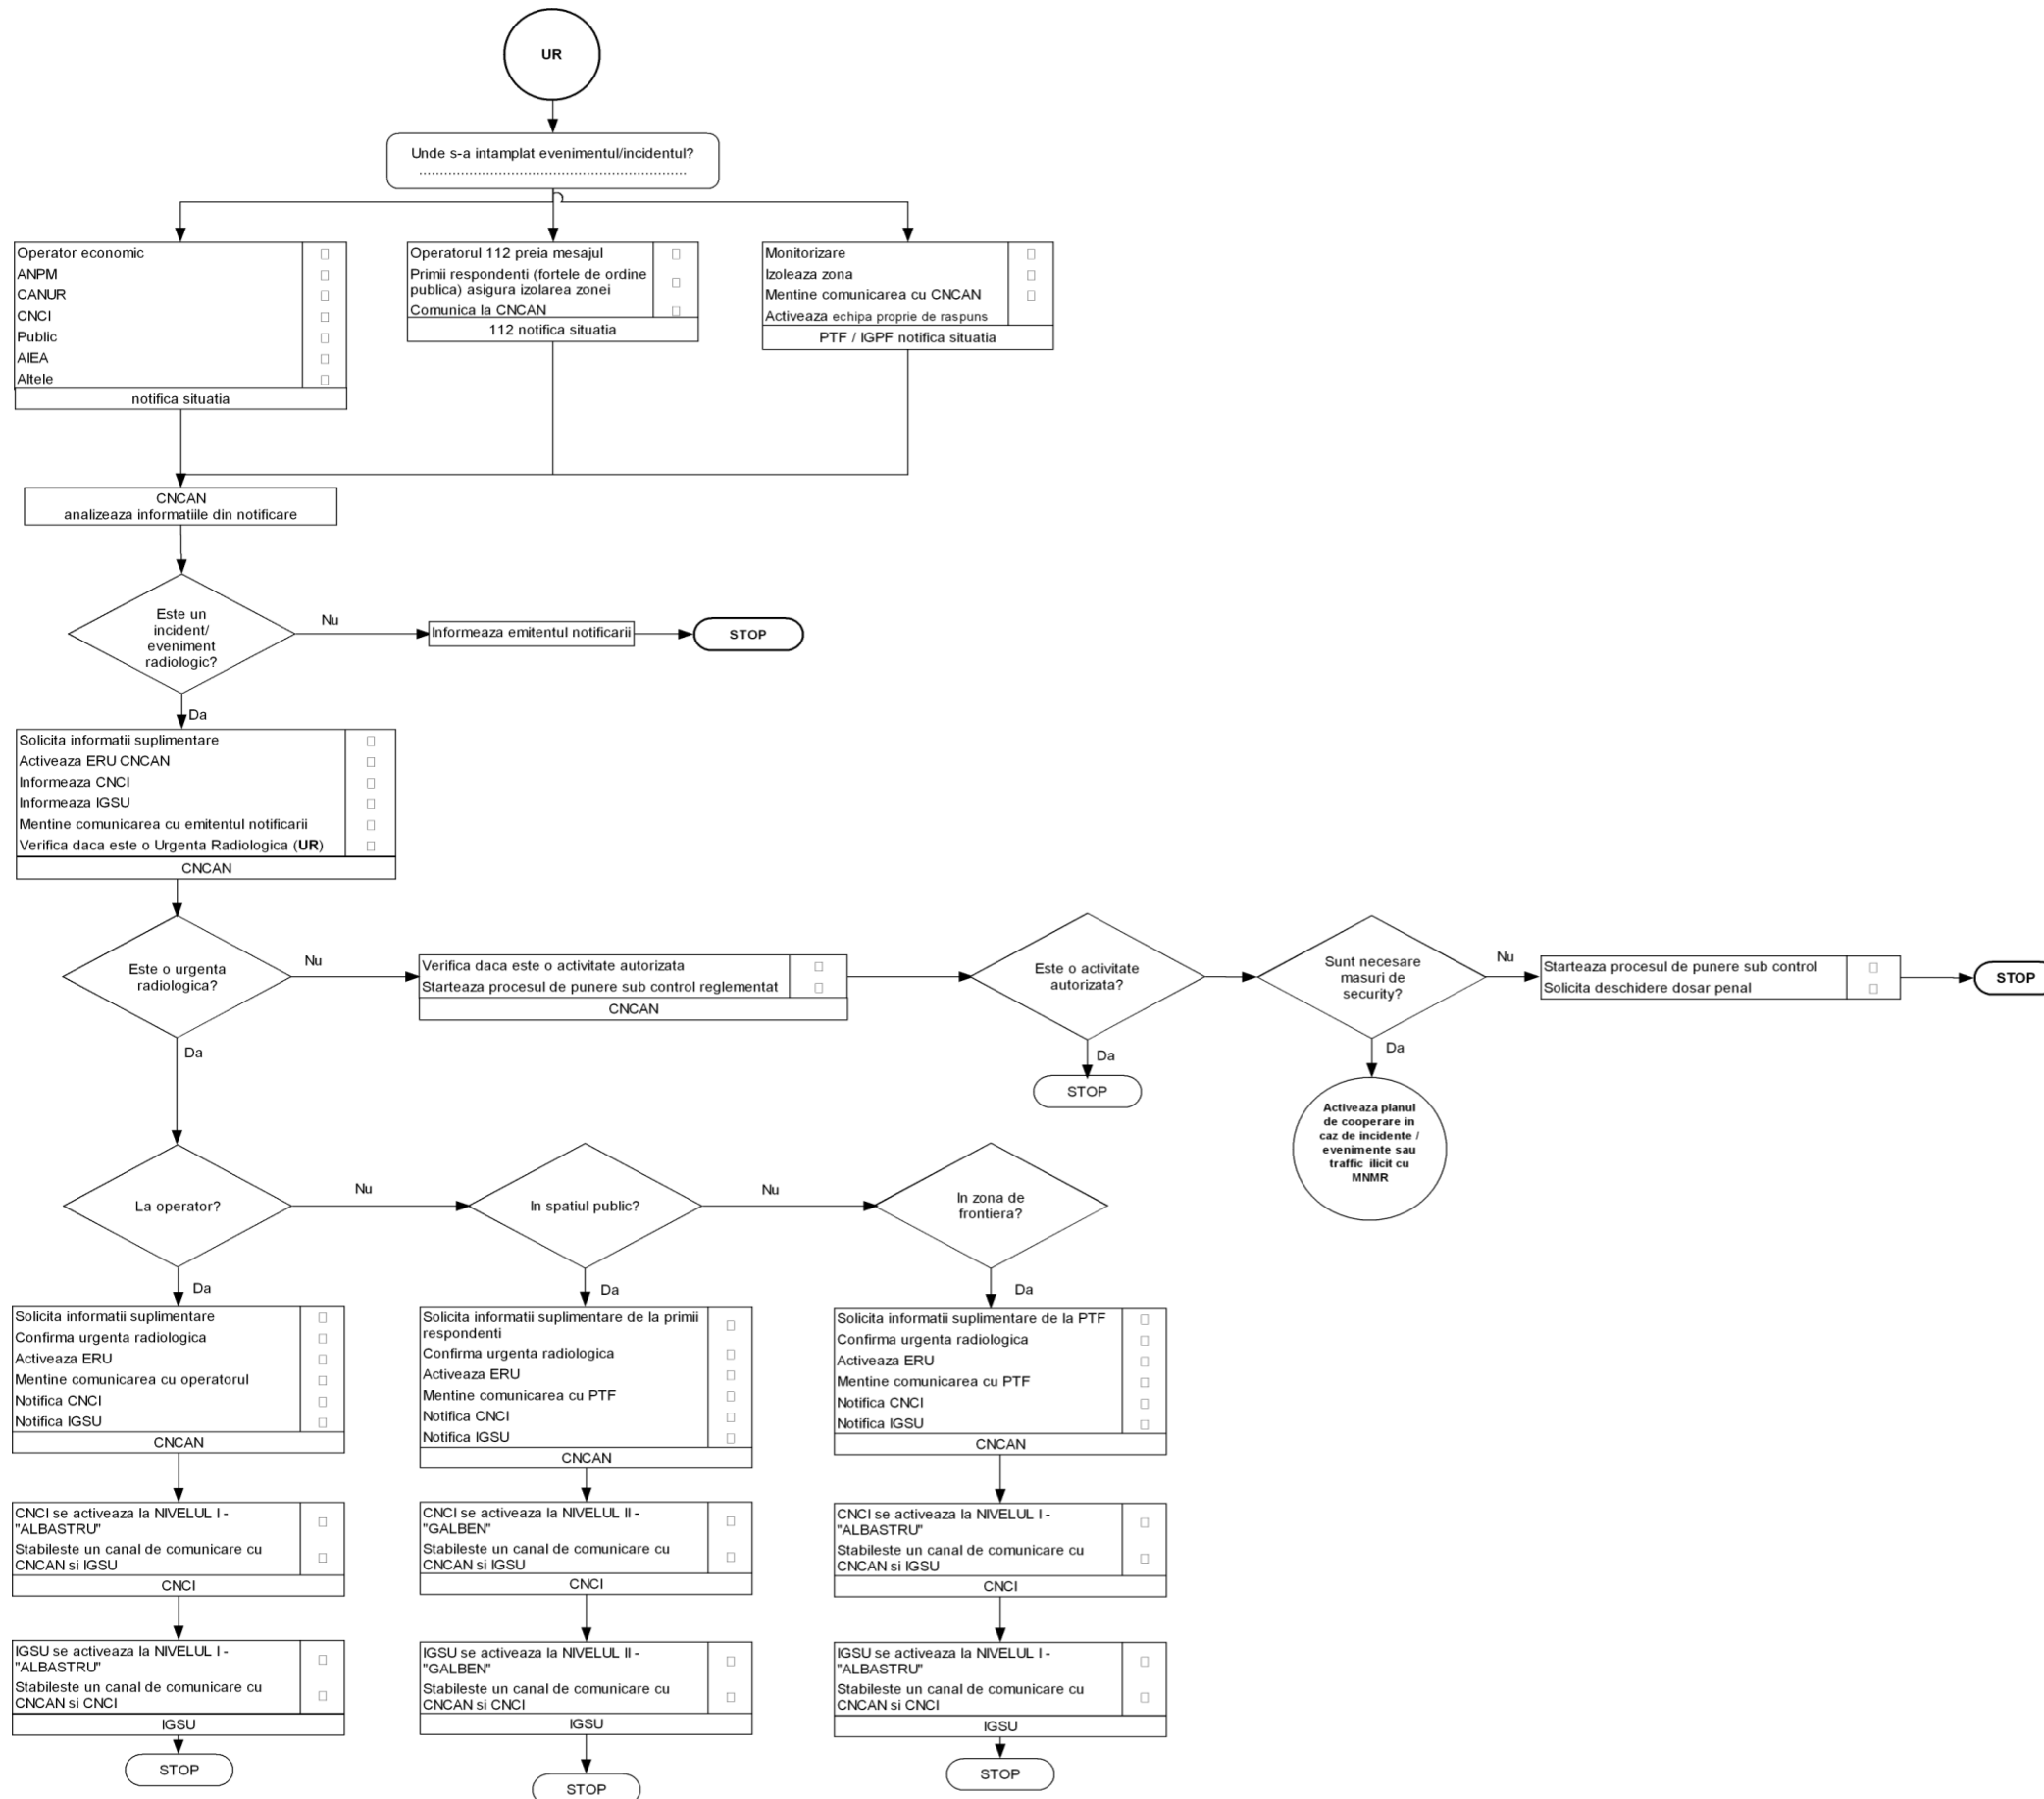 UR
Unde s-a intamplat evenimentul/incidentul?
................................................................
Operator economic
ANPM
CANUR
CNCI
Public
AIEA
Altele
notifica situatia
Operatorul 112 preia mesajul
Primii respondenti (fortele de ordine
publica) asigura izolarea zonei
Comunica la CNCAN
112 notifica situatia
Monitorizare
Izoleaza zona
Mentine comunicarea cu CNCAN
Activeaza echipa proprie de raspuns
PTF / IGPF notifica situatia
CNCAN
analizeaza informatiile din notificare
Este un
incident/
eveniment
radiologic?
Nu
Informeaza emitentul notificarii
STOP
Da
Solicita informatii suplimentare
Activeaza ERU CNCAN
Informeaza CNCI
Informeaza IGSU
Mentine comunicarea cu emitentul notificarii
Verifica daca este o Urgenta Radiologica (UR)
CNCAN
Este o urgenta
radiologica?
Nu
Verifica daca este o activitate autorizata
Starteaza procesul de punere sub control reglementat
CNCAN
Este o activitate
autorizata?
Da
STOP
Sunt necesare
masuri de
security?
Nu
Starteaza procesul de punere sub control
Solicita deschidere dosar penal
STOP
Da
Activeaza planul
de cooperare in
caz de incidente /
evenimente sau
traffic ilicit cu
MNMR
Da
La operator?
Nu
In spatiul public?
Nu
In zona de
frontiera?
Da
Solicita informatii suplimentare
Confirma urgenta radiologica
Activeaza ERU
Mentine comunicarea cu operatorul
Notifica CNCI
Notifica IGSU
CNCAN
CNCI se activeaza la NIVELUL I -
"ALBASTRU"
Stabileste un canal de comunicare cu
CNCAN si IGSU
CNCI
IGSU se activeaza la NIVELUL I -
"ALBASTRU"
Stabileste un canal de comunicare cu
CNCAN si CNCI
IGSU
STOP
Da
Solicita informatii suplimentare de la primii
respondenti
Confirma urgenta radiologica
Activeaza ERU
Mentine comunicarea cu PTF
Notifica CNCI
Notifica IGSU
CNCAN
CNCI se activeaza la NIVELUL II -
"GALBEN"
Stabileste un canal de comunicare cu
CNCAN si IGSU
CNCI
IGSU se activeaza la NIVELUL II -
"GALBEN"
Stabileste un canal de comunicare cu
CNCAN si CNCI
IGSU
STOP
Da
Solicita informatii suplimentare de la PTF
Confirma urgenta radiologica
Activeaza ERU
Mentine comunicarea cu PTF
Notifica CNCI
Notifica IGSU
CNCAN
CNCI se activeaza la NIVELUL I -
"ALBASTRU"
Stabileste un canal de comunicare cu
CNCAN si IGSU
CNCI
IGSU se activeaza la NIVELUL I -
"ALBASTRU"
Stabileste un canal de comunicare cu
CNCAN si CNCI
IGSU
STOP